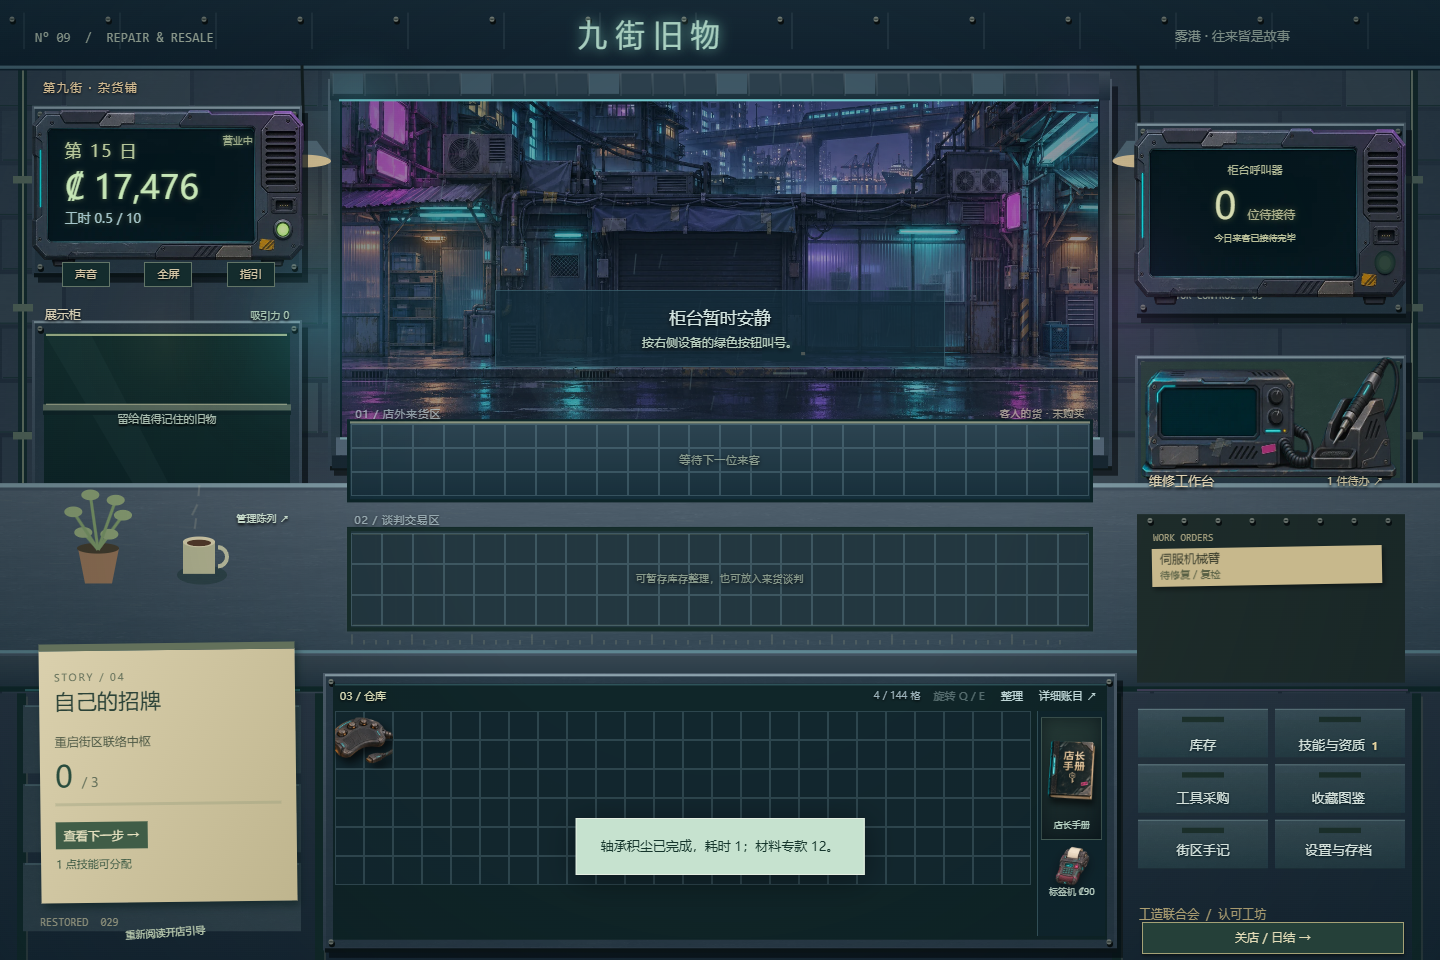 N° 09 / REPAIR & RESALE
九街旧物
雾港 · 往来皆是故事
第九街 · 杂货铺
营业中
第 15 日
₡ 17,476
工时 0.5 / 10
声音
全屏
指引
展示柜
吸引力 0
留给值得记住的旧物
管理陈列 ↗
柜台暂时安静
按右侧设备的绿色按钮叫号。
01 / 店外来货区
客人的货 · 未购买
等待下一位来客
02 / 谈判交易区
可暂存库存整理，也可放入来货谈判
柜台呼叫器
0 位待接待
今日来客已接待完毕
维修工作台
1 件待办 ↗
WORK ORDERS
伺服机械臂
待修复 / 复检
STORY / 04
自己的招牌
重启街区联络中枢
0 / 3
查看下一步 →
1 点技能可分配
RESTORED 029
重新阅读开店引导
03 / 仓库
4 / 144 格
旋转 Q / E
整理
详细账目 ↗
店长手册
店长手册
标签机 ₡90
轴承积尘已完成，耗时 1；材料专款 12。
库存
技能与资质 1
工具采购
收藏图鉴
街区手记
设置与存档
工造联合会 / 认可工坊
关店 / 日结 →